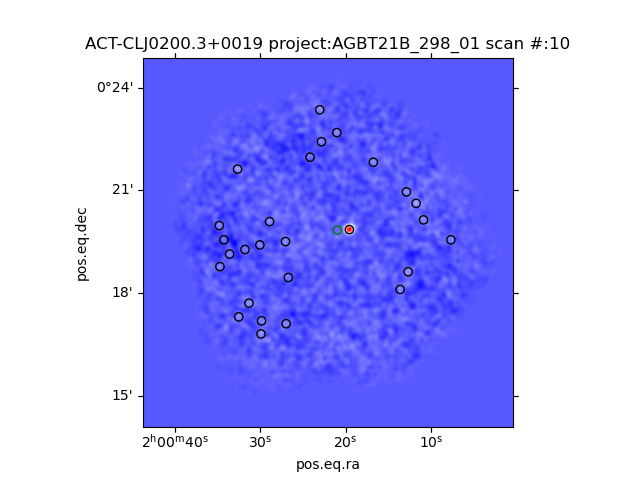 ACT-CLJ0200.3+0019 project:AGBT21B_298_01 scan #:10
0°24'
21'
18'
15'
pos.eq.dec
2ʰ00ᵐ40ˢ 30ˢ 20ˢ 10ˢ
pos.eq.ra